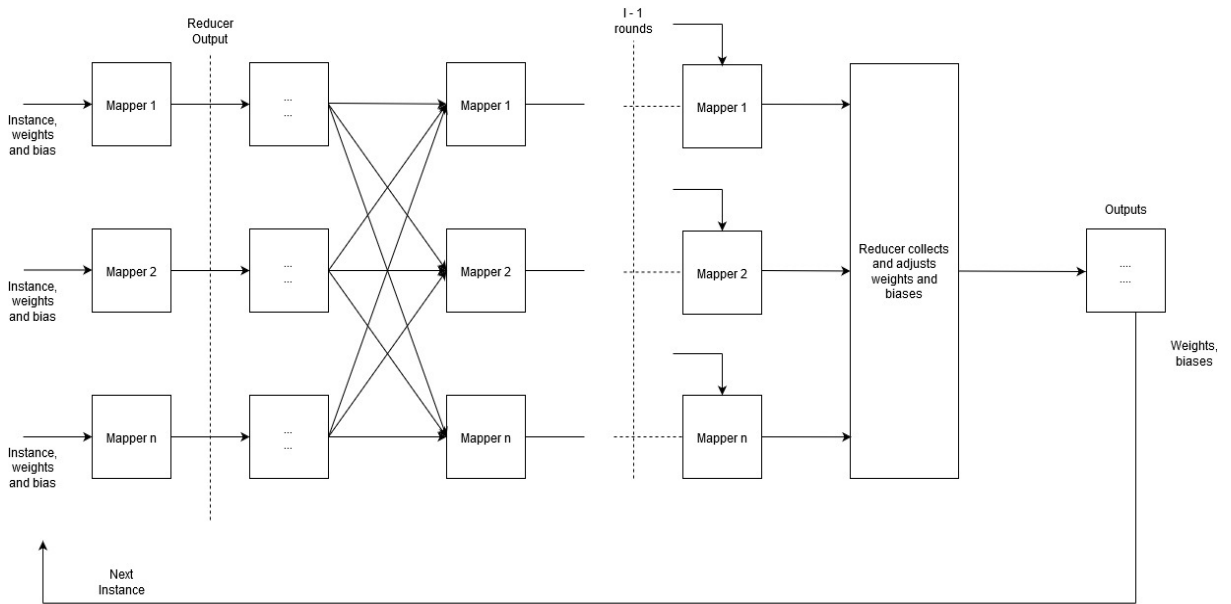 Reducer
Output
l - 1
rounds
Mapper 1
...
...
Mapper 1
Mapper 1
Instance,
weights
and bias
Outputs
Mapper 2
...
...
Mapper 2
Mapper 2
Reducer collects
and adjusts
weights and
biases
....
....
Instance,
weights
and bias
Weights,
biases
Mapper n
...
...
Mapper n
Mapper n
Instance,
weights
and bias
Next
Instance